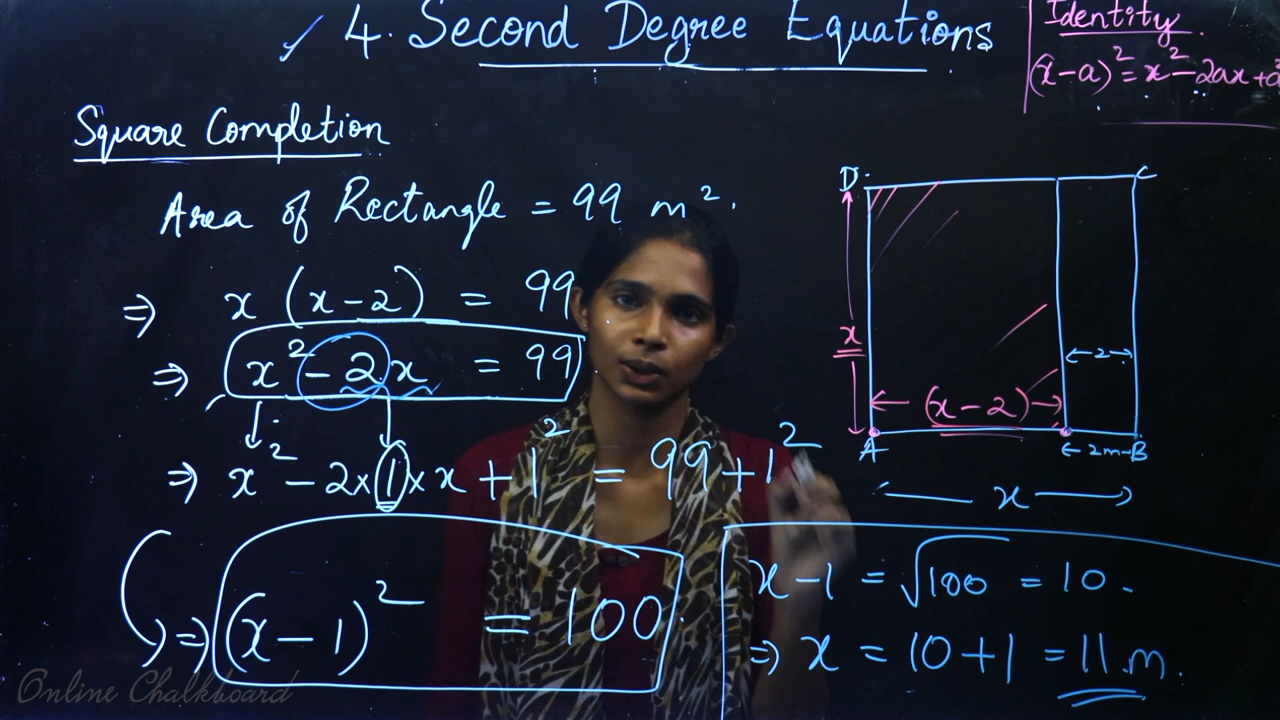 4. Second Degree Equations
Identity
(x-a)² = x² - 2ax + a²
Square Completion
Area of Rectangle = 99 m².
⇒ x (x-2) = 99
⇒ x² - 2x = 99
⇒ x² - 2×1×x + 1² = 99 + 1²
⇒ (x-1)² = 100
D
C
x
2
(x-2)
A
2m
B
x
x-1 = √100 = 10.
⇒ x = 10+1 = 11 m.
Online Chalkboard